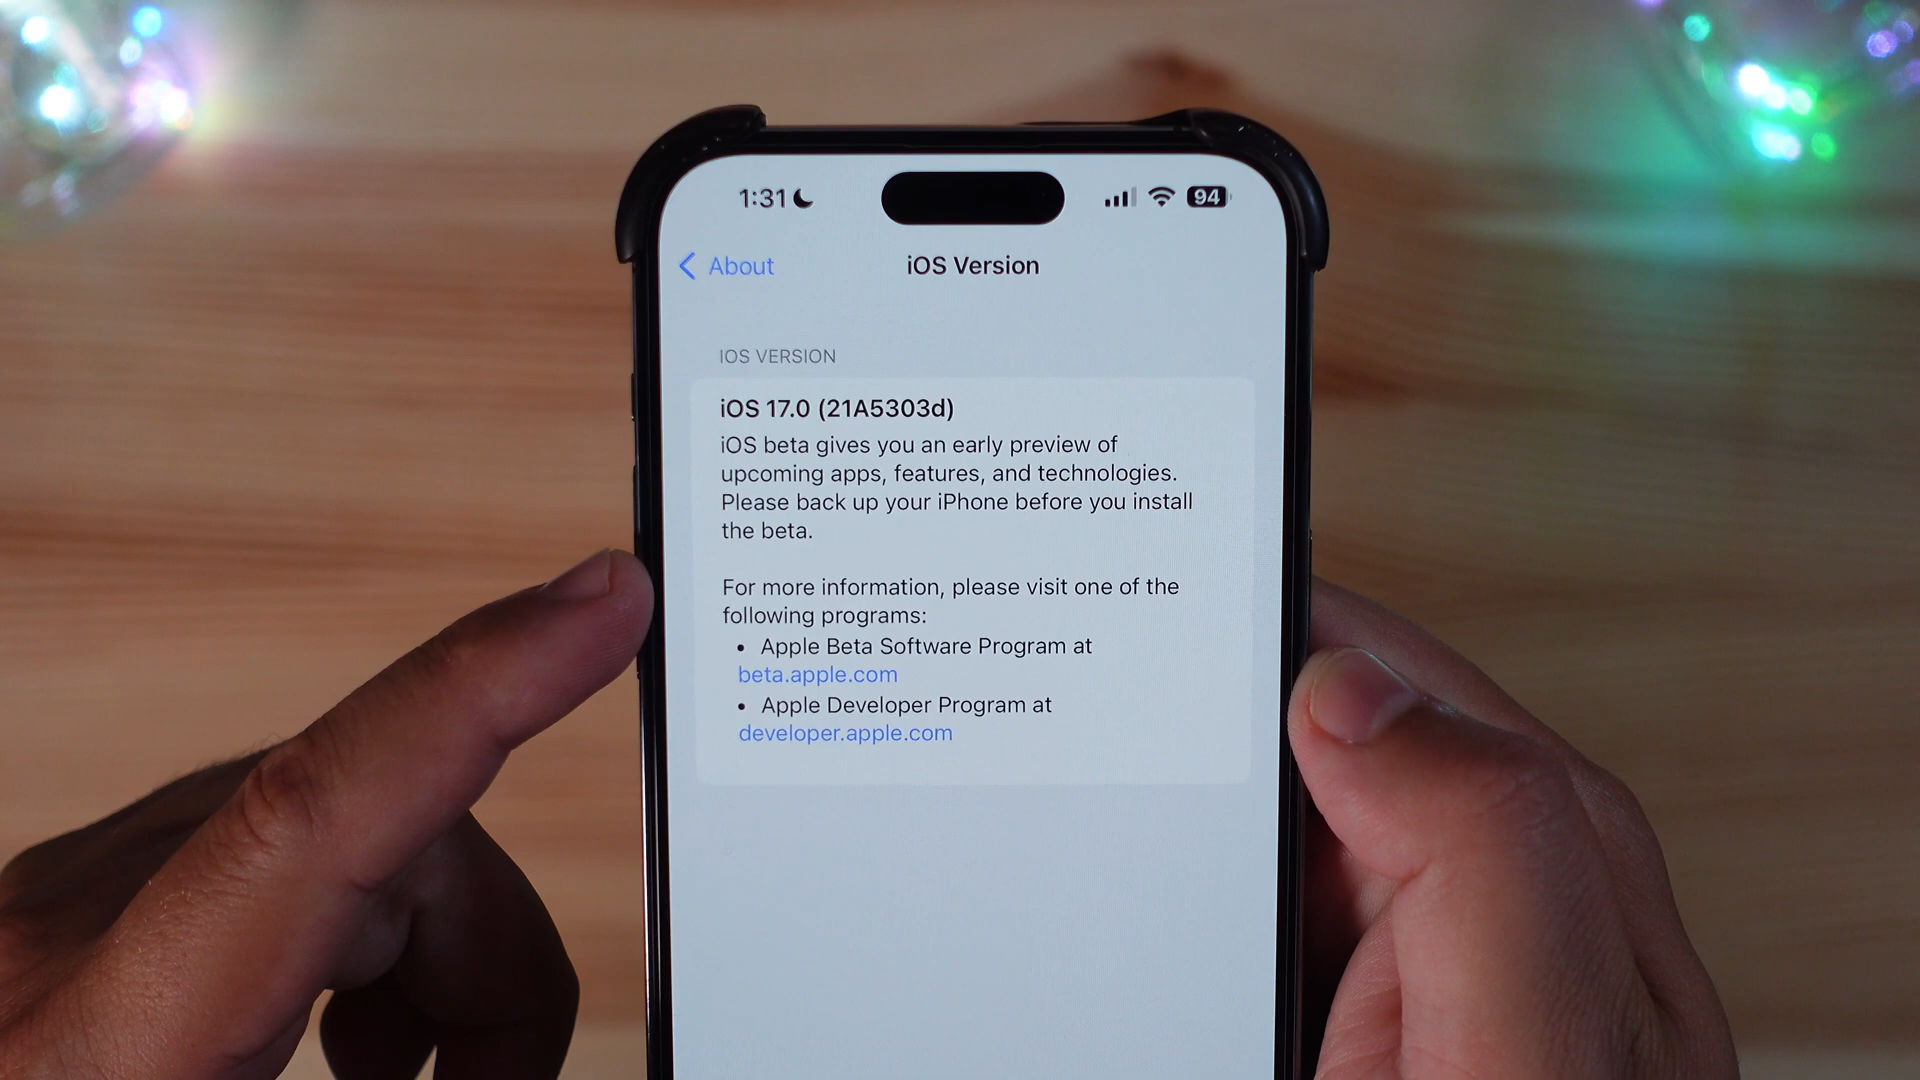 1:31
94
About
iOS Version
IOS VERSION
iOS 17.0 (21A5303d)
iOS beta gives you an early preview of
upcoming apps, features, and technologies.
Please back up your iPhone before you install
the beta.
For more information, please visit one of the
following programs:
• Apple Beta Software Program at
beta.apple.com
• Apple Developer Program at
developer.apple.com